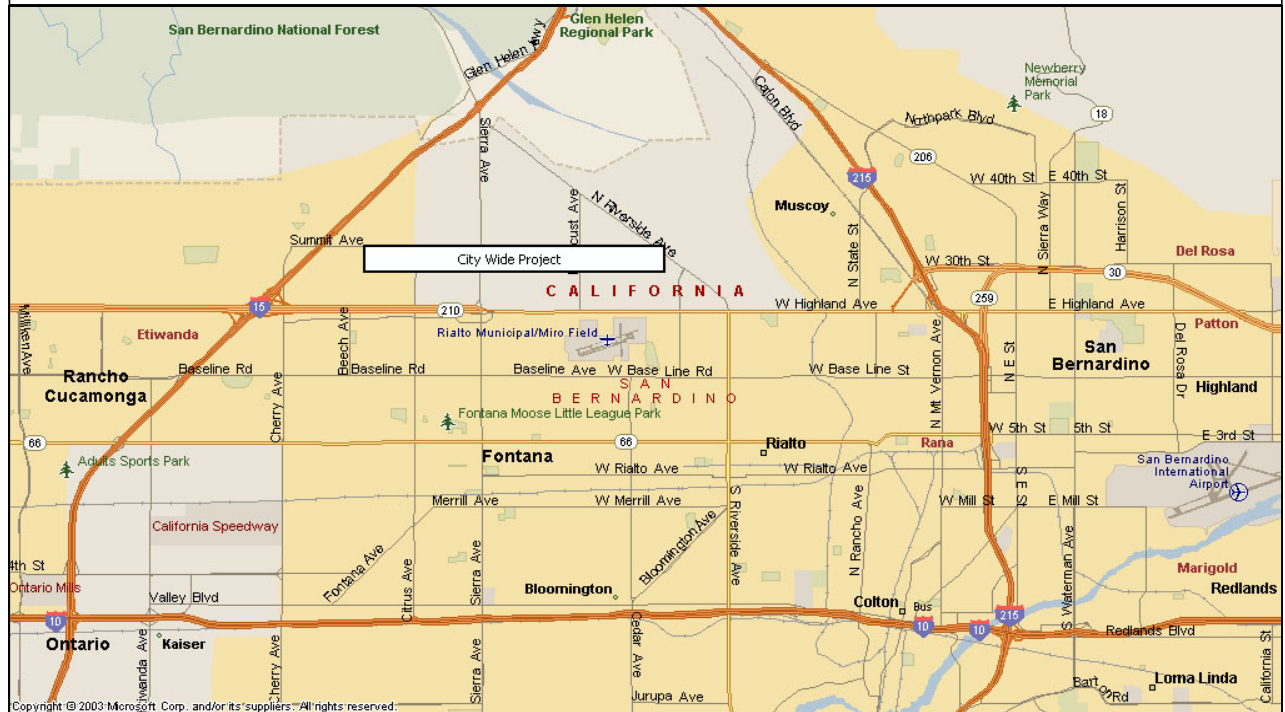 San Bernardino National Forest
Glen Helen
Regional Park
Glen Helen Pkwy
Cajon Blvd
Newberry
Memorial
Park
18
Northpark Blvd
206
Sierra Ave
215
W 40th St
E 40th St
N Riverside Ave
Muscoy
N State St
N Sierra Way
Harrison St
Summit Ave
City Wide Project
W 30th St
Del Rosa
30
CALIFORNIA
15
210
W Highland Ave
259
E Highland Ave
Milliken Ave
Etiwanda
Beech Ave
Rialto Municipal/Miro Field
N Mt Vernon Ave
N E St
San
Bernardino
Patton
Del Rosa Dr
Rancho
Cucamonga
Baseline Rd
Baseline Rd
Baseline Ave
W Base Line Rd
W Base Line St
SAN
BERNARDINO
Highland
Cherry Ave
Fontana Moose Little League Park
66
66
Rialto
Rana
W 5th St
5th St
E 3rd St
Adults Sports Park
Fontana
W Rialto Ave
W Rialto Ave
San Bernardino
International
Airport
Merrill Ave
W Merrill Ave
S Riverside Ave
W Mill St
S E St
E Mill St
California Speedway
N Rancho Ave
4th St
Fontana Ave
Citrus Ave
Sierra Ave
Bloomington Ave
S Waterman Ave
Marigold
Ontario Mills
Valley Blvd
Bloomington
Colton
Bus
Redlands
10
10
10
215
Redlands Blvd
Ontario
Kaiser
Etiwanda Ave
Cherry Ave
Sierra Ave
Cedar Ave
Jurupa Ave
Barton Rd
Loma Linda
California St
Copyright © 2003 Microsoft Corp. and/or its suppliers. All rights reserved.